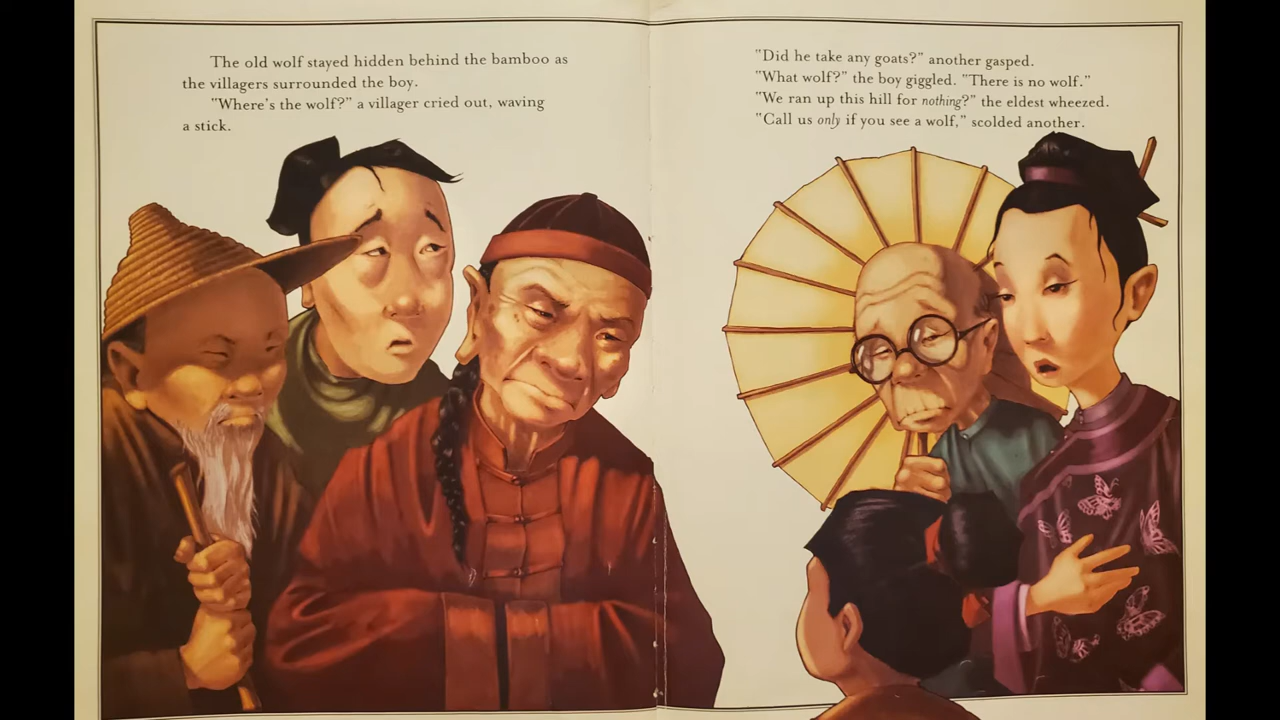 The old wolf stayed hidden behind the bamboo as
the villagers surrounded the boy.
"Where's the wolf?" a villager cried out, waving
a stick.
"Did he take any goats?" another gasped.
"What wolf?" the boy giggled. "There is no wolf."
"We ran up this hill for nothing?" the eldest wheezed.
"Call us only if you see a wolf," scolded another.